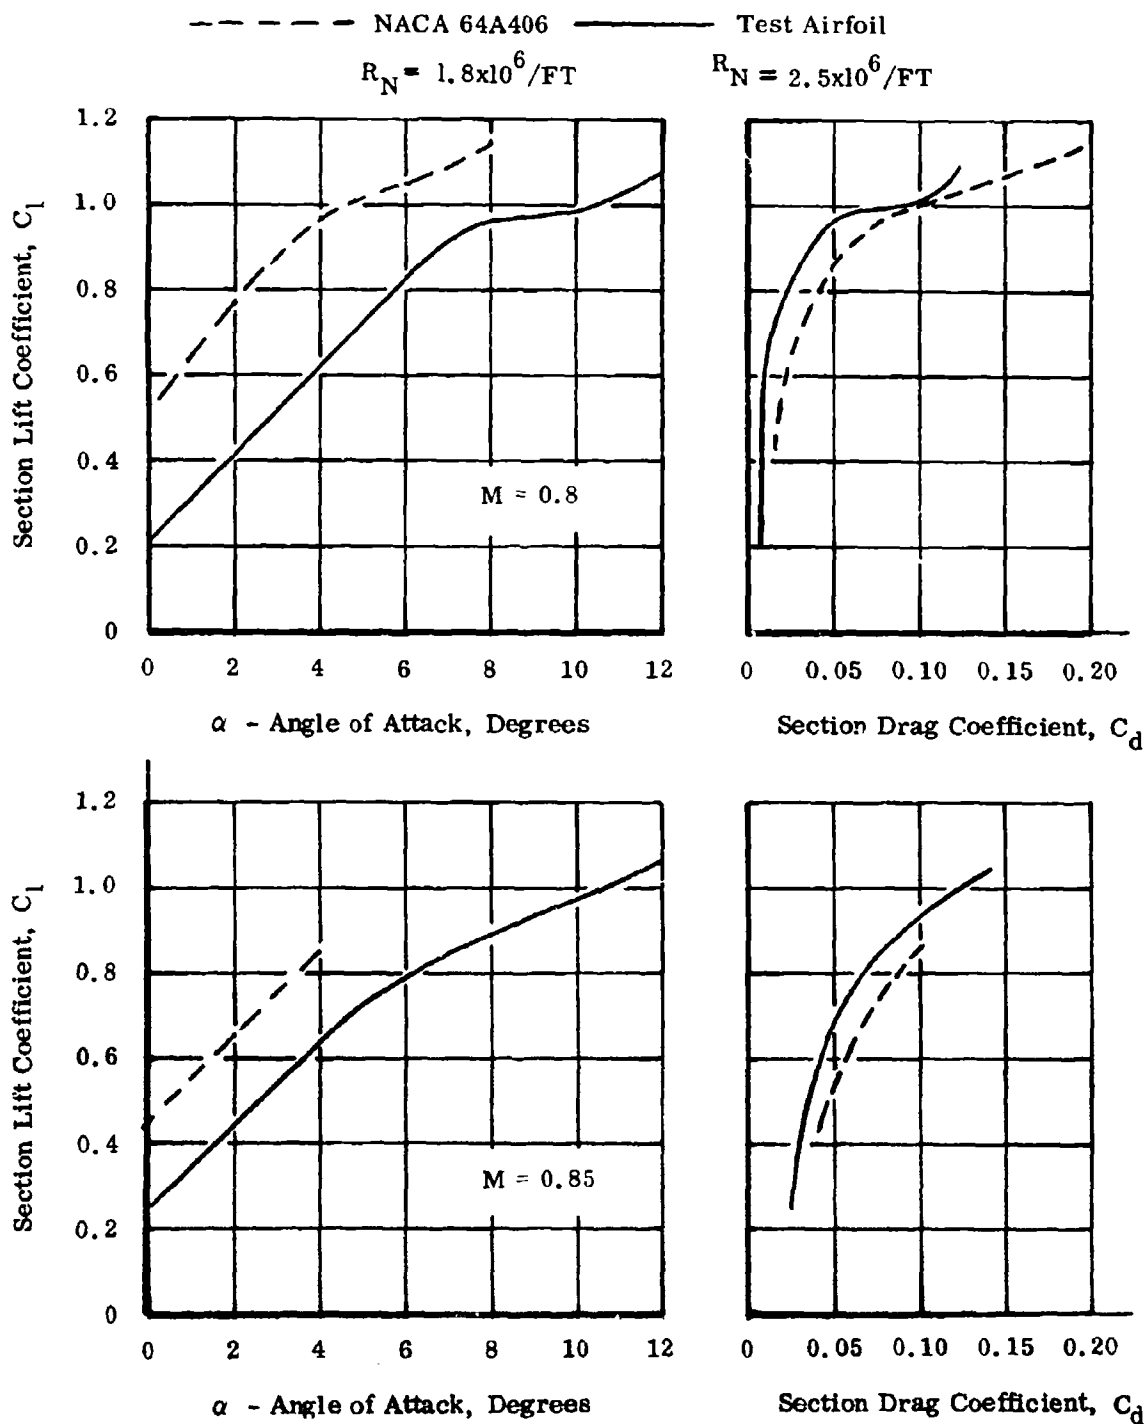 NACA 64A406 Test Airfoil
R_N = 1.8x10^6/FT R_N = 2.5x10^6/FT
Section Lift Coefficient, C_l
1.2
1.0
0.8
0.6
0.4
0.2
0
M = 0.8
0 2 4 6 8 10 12
α - Angle of Attack, Degrees
0 0.05 0.10 0.15 0.20
Section Drag Coefficient, C_d
Section Lift Coefficient, C_l
1.2
1.0
0.8
0.6
0.4
0.2
0
M = 0.85
0 2 4 6 8 10 12
α - Angle of Attack, Degrees
0 0.05 0.10 0.15 0.20
Section Drag Coefficient, C_d